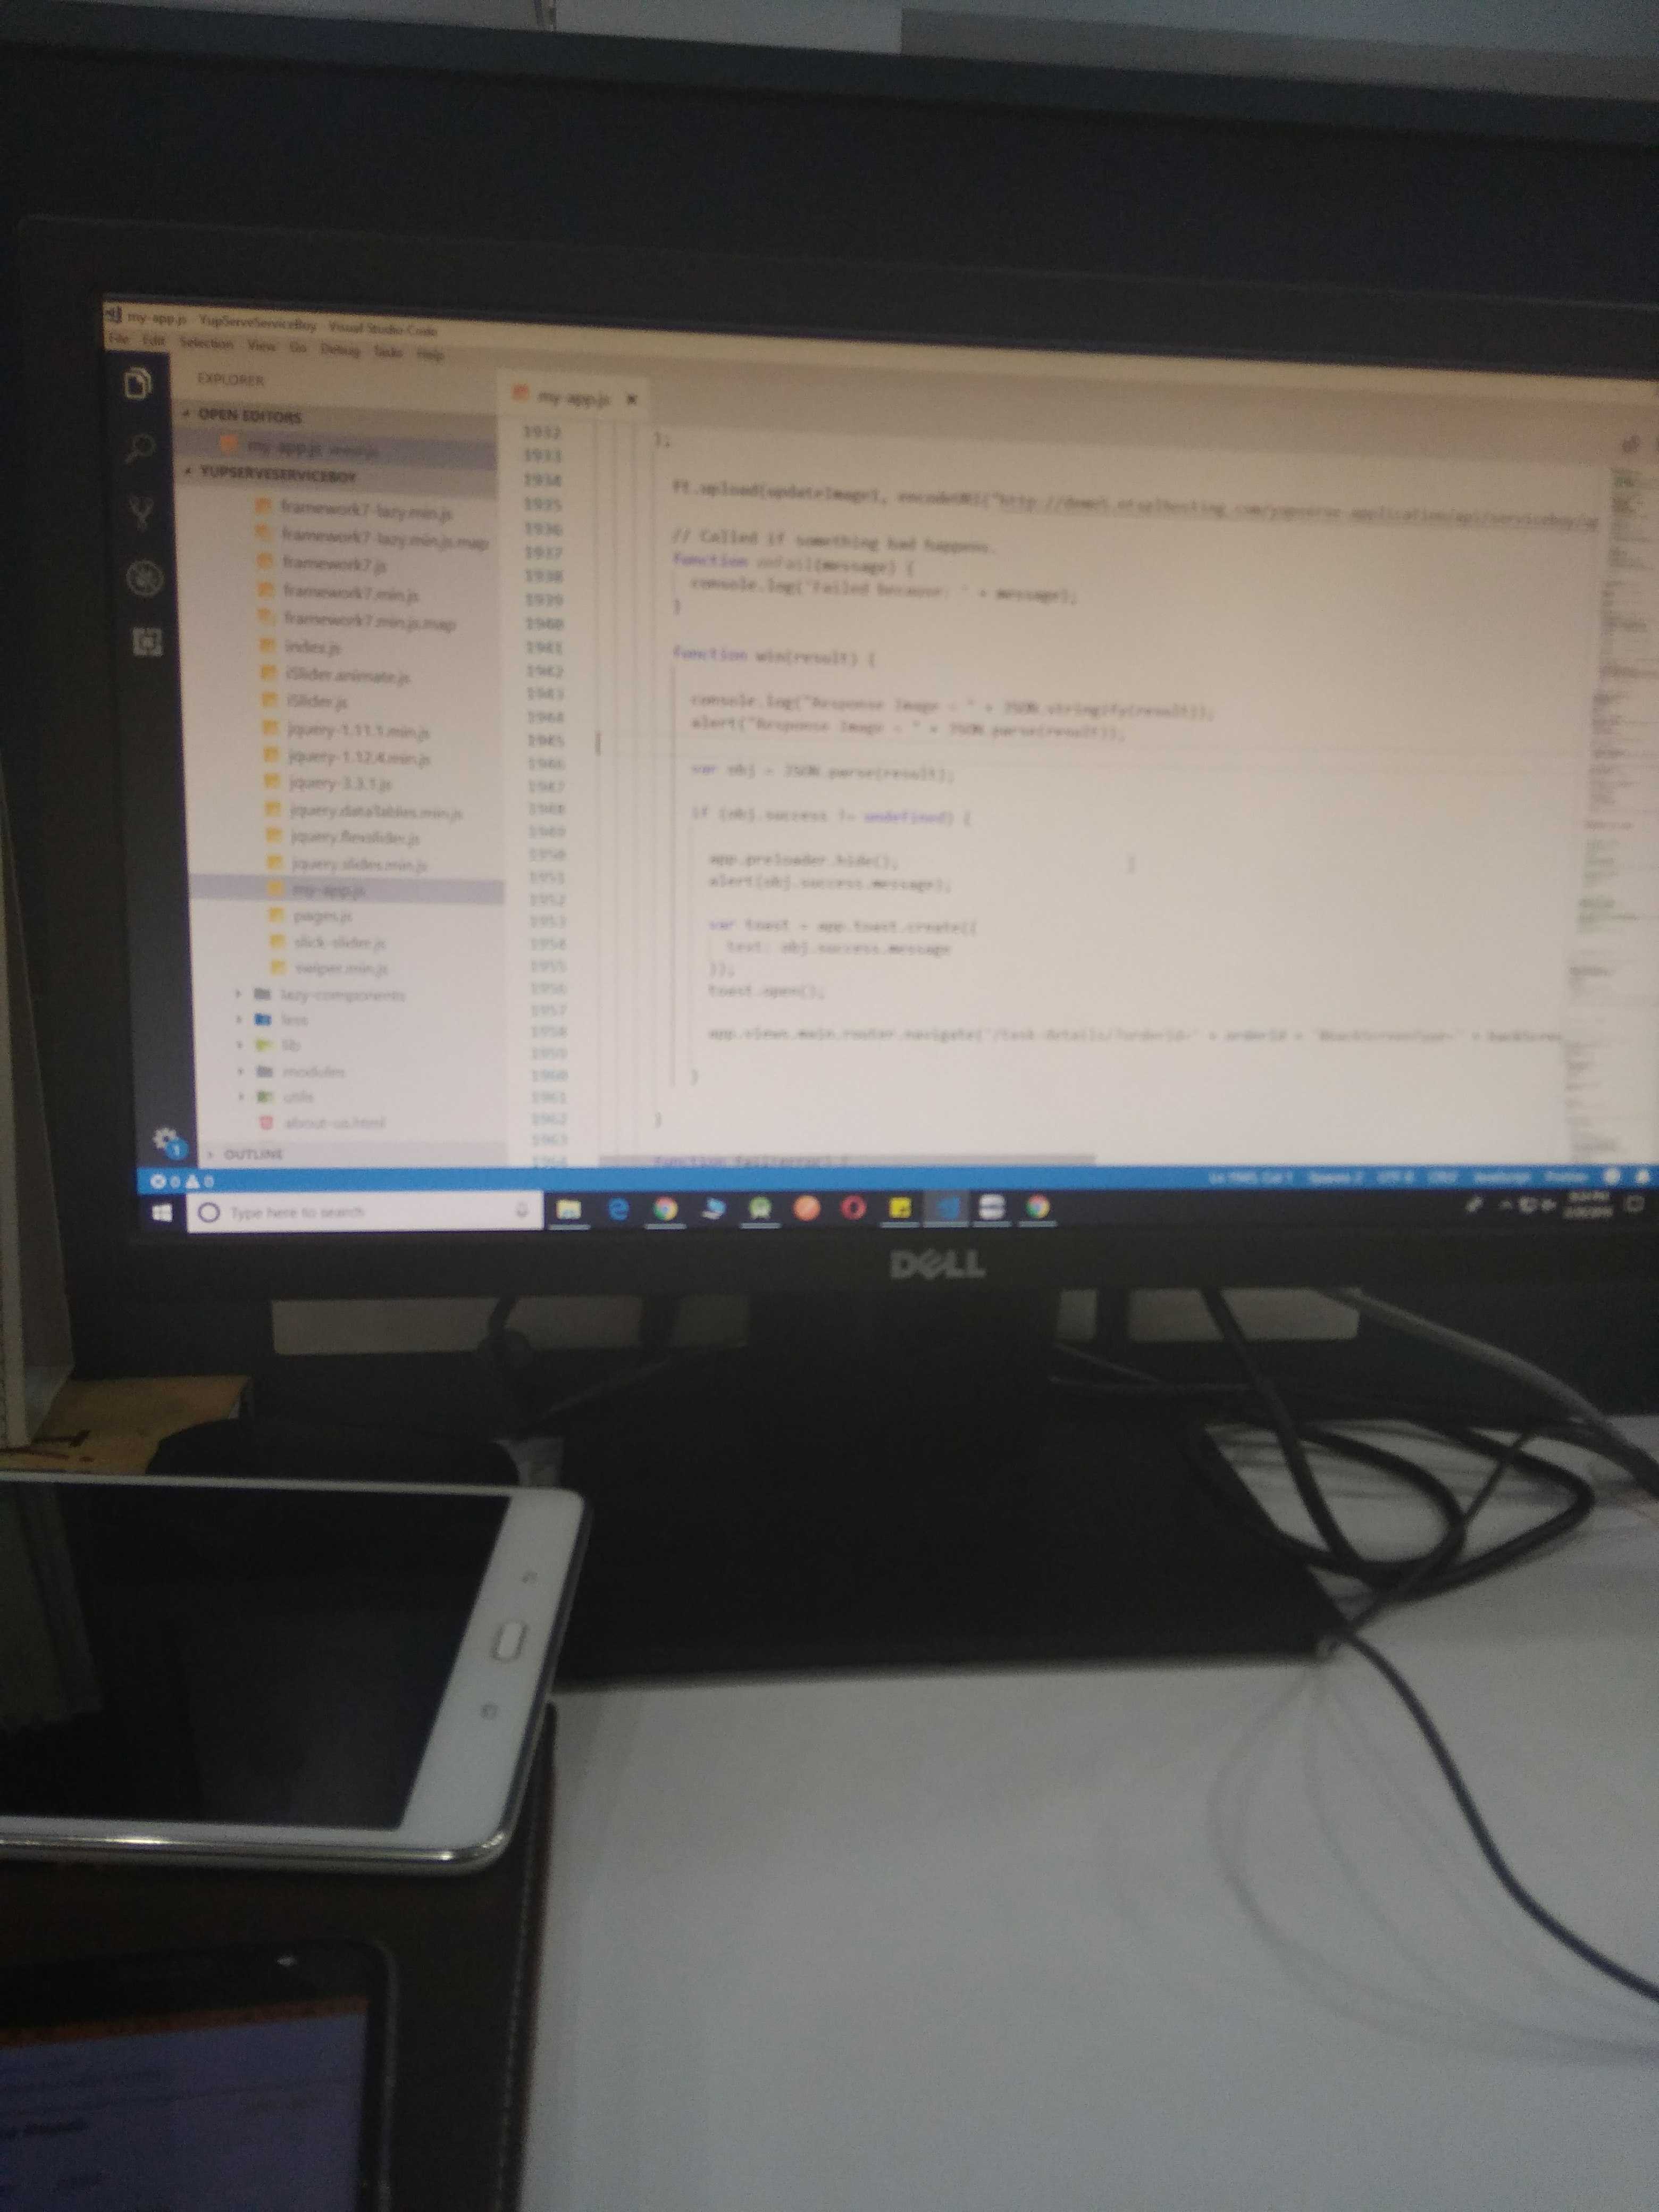 my-app.js - YupServeServiceBoy - Visual Studio Code
File Edit Selection View Go Debug Tasks Help
EXPLORER
OPEN EDITORS
my-app.js
YUPSERVESERVICEBOY
framework7-lazy.min.js
framework7-lazy.min.js.map
framework7.js
framework7.min.js
framework7.min.js.map
index.js
iSlider.animate.js
iSlider.js
jquery-1.11.1.min.js
jquery-1.12.4.min.js
jquery-3.3.1.js
jquery.dataTables.min.js
jquery.flexslider.js
jquery.slides.min.js
my-app.js
pages.js
slick-slider.js
swiper.min.js
lazy-components
less
lib
modules
utils
about-us.html
OUTLINE
my-app.js ×
1932 };
1933
1934 ft.upload(updateImage1, encodeURI("http://
1935
1936 // Called if something bad happens.
1937 function onFail(message) {
1938 console.log('Failed because: ' + message);
1939 }
1940
1941 function win(result) {
1942
1943 console.log("Response Image - " + JSON.stringify(result));
1944 alert("Response Image - " + JSON.parse(result));
1945
1946 var obj = JSON.parse(result);
1947
1948 if (obj.success != undefined) {
1949
1950 app.preloader.hide();
1951 alert(obj.success.message);
1952
1953 var toast = app.toast.create({
1954 text: obj.success.message
1955 });
1956 toast.open();
1957
1958 app.views.main.router.navigate('/task-details/?orderid=' + orderid +
1959
1960 }
1961
1962 }
1963
1964 function fail(error) {
0 0
Ln 1945, Col 1 Spaces: 2 UTF-8 CRLF JavaScript Prettier
Type here to search
DELL